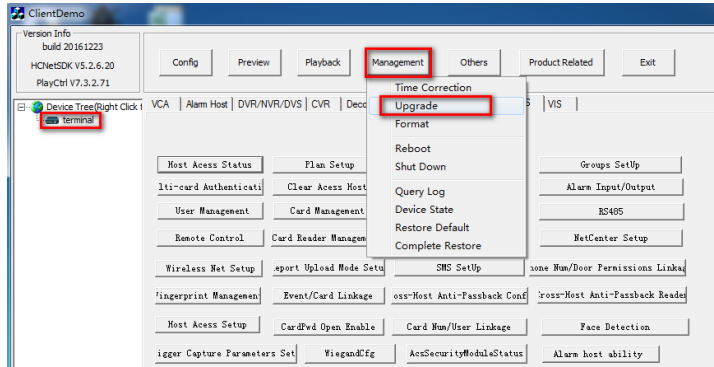 ClientDemo
Version Info
build 20161223
HCNetSDK V5.2.6.20
PlayCtrl V7.3.2.71
Config Preview Playback Management Others Product Related Exit
Time Correction
Upgrade
Format
Reboot
Shut Down
Query Log
Device State
Restore Default
Complete Restore
Device Tree(Right Click t
terminal
VCA Alarm Host DVR/NVR/DVS CVR Deco S VIS
Host Acess Status Plan Setup Groups SetUp
lti-card Authenticati Clear Acess Host Alarm Input/Output
User Management Card Management RS485
Remote Control Card Reader Managem NetCenter Setup
Wireless Net Setup eport Upload Mode Setu SMS SetUp hone Num/Door Permissions Linkag
Fingerprint Managemen Event/Card Linkage oss-Host Anti-Passback Conf Cross-Host Anti-Passback Reader
Host Acess Setup CardPwd Open Enable Card Num/User Linkage Face Detection
igger Capture Parameters Set WiegandCfg AcsSecurityModuleStatus Alarm host ability